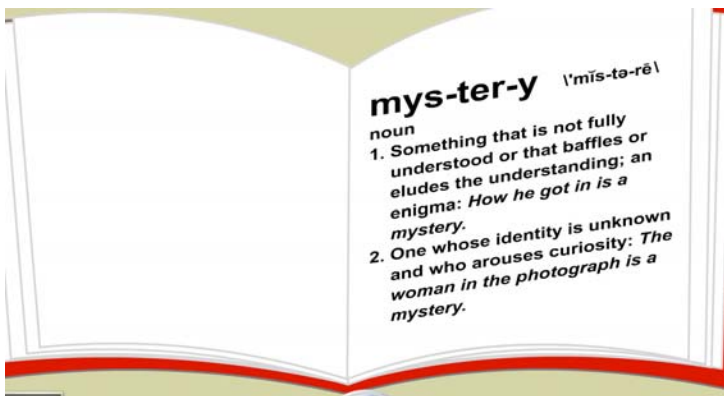 mys-ter-y \'mĭs-tə-rē\
noun
1. Something that is not fully
understood or that baffles or
eludes the understanding; an
enigma: How he got in is a
mystery.
2. One whose identity is unknown
and who arouses curiosity: The
woman in the photograph is a
mystery.